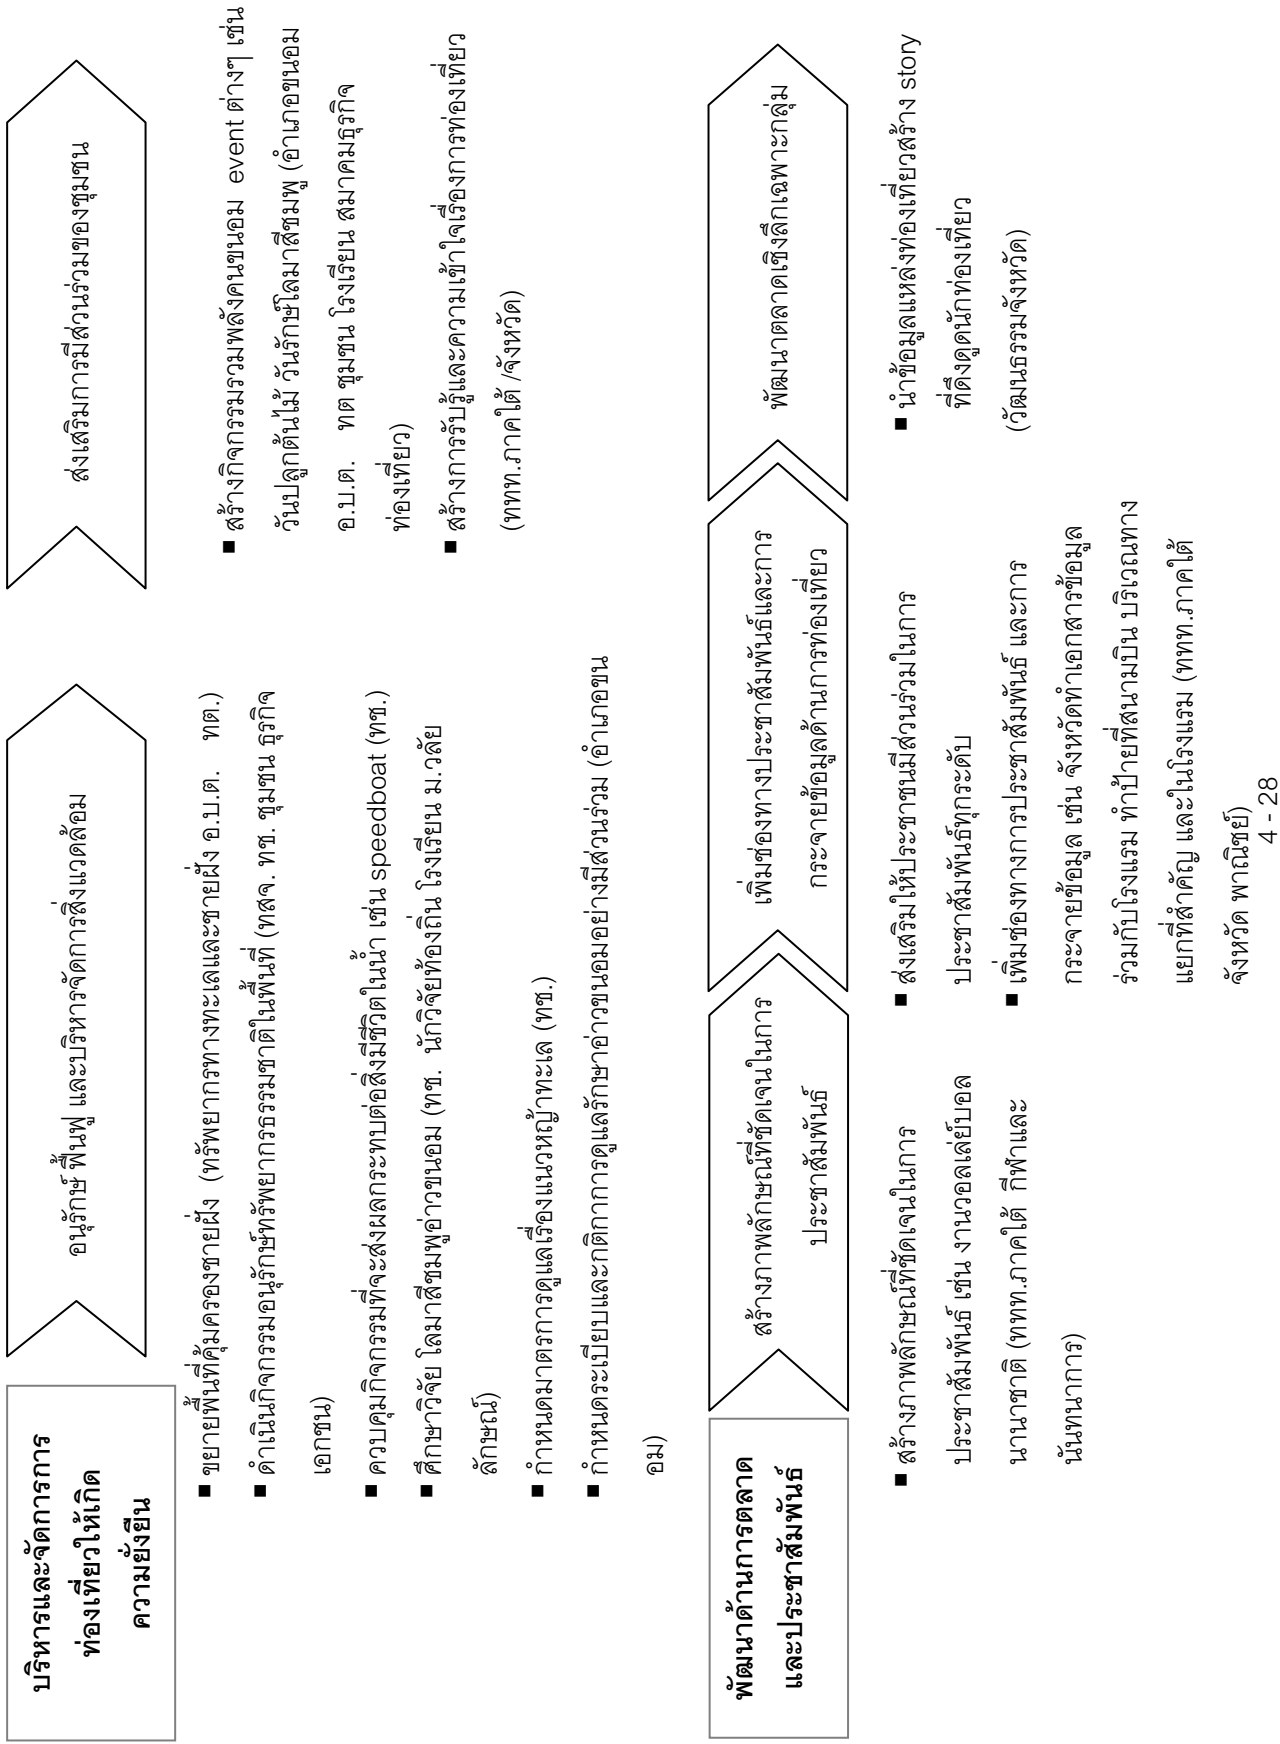 บริหารและจัดการการ
ท่องเที่ยวให้เกิด
ความยั่งยืน
อนุรักษ์ ฟื้นฟู และบริหารจัดการสิ่งแวดล้อม
■ ขยายพื้นที่คุ้มครองชายฝั่ง (ทรัพยากรทางทะเลและชายฝั่ง อ.บ.ต. ทต.)
■ ดำเนินกิจกรรมอนุรักษ์ทรัพยากรธรรมชาติในพื้นที่ (ทสจ. ทช. ชุมชน ธุรกิจ
เอกชน)
■ ควบคุมกิจกรรมที่จะส่งผลกระทบต่อสิ่งมีชีวิตในน้ำ เช่น speedboat (ทช.)
■ ศึกษาวิจัย โลมาสีชมพูอ่าวขนอม (ทช. นักวิจัยท้องถิ่น โรงเรียน ม.วลัย
ลักษณ์)
■ กำหนดมาตรการดูแลเรื่องแนวหญ้าทะเล (ทช.)
■ กำหนดระเบียบและกติกาการดูแลรักษาอ่าวขนอมอย่างมีส่วนร่วม (อำเภอขน
อม)
ส่งเสริมการมีส่วนร่วมของชุมชน
■ สร้างกิจกรรมรวมพลังคนขนอม event ต่างๆ เช่น
วันปลูกต้นไม้ วันรักษ์โลมาสีชมพู (อำเภอขนอม
อ.บ.ต. ทต ชุมชน โรงเรียน สมาคมธุรกิจ
ท่องเที่ยว)
■ สร้างการรับรู้และความเข้าใจเรื่องการท่องเที่ยว
(ททท.ภาคใต้ /จังหวัด)
พัฒนาด้านการตลาด
และประชาสัมพันธ์
สร้างภาพลักษณ์ที่ชัดเจนในการ
ประชาสัมพันธ์
■ สร้างภาพลักษณ์ที่ชัดเจนในการ
ประชาสัมพันธ์ เช่น งานวอลเล่ย์บอล
นานาชาติ (ททท.ภาคใต้ กีฬาและ
นันทนาการ)
เพิ่มช่องทางประชาสัมพันธ์และการ
กระจายข้อมูลด้านการท่องเที่ยว
■ ส่งเสริมให้ประชาชนมีส่วนร่วมในการ
ประชาสัมพันธ์ทุกระดับ
■ เพิ่มช่องทางการประชาสัมพันธ์ และการ
กระจายข้อมูล เช่น จังหวัดทำเอกสารข้อมูล
ร่วมกับโรงแรม ทำป้ายที่สนามบิน บริเวณทาง
แยกที่สำคัญ และในโรงแรม (ททท.ภาคใต้
จังหวัด พาณิชย์)
พัฒนาตลาดเชิงลึกเฉพาะกลุ่ม
■ นำข้อมูลแหล่งท่องเที่ยวสร้าง story
ที่ดึงดูดนักท่องเที่ยว
(วัฒนธรรมจังหวัด)
4 - 28